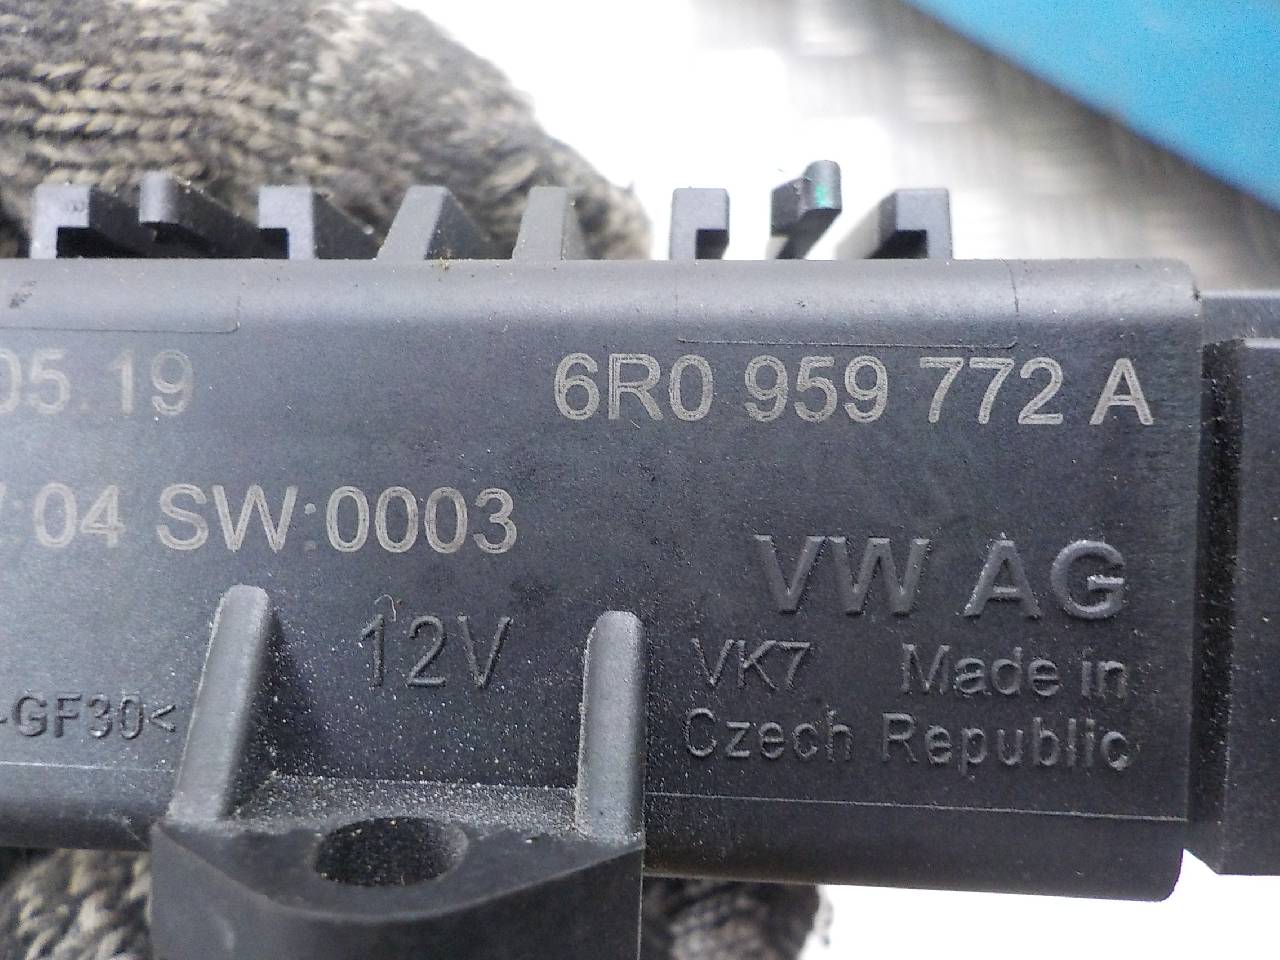 05.19
6R0 959 772 A
:04 SW:0003
VW AG
12V
VK7 Made in
-GF30<
Czech Republic